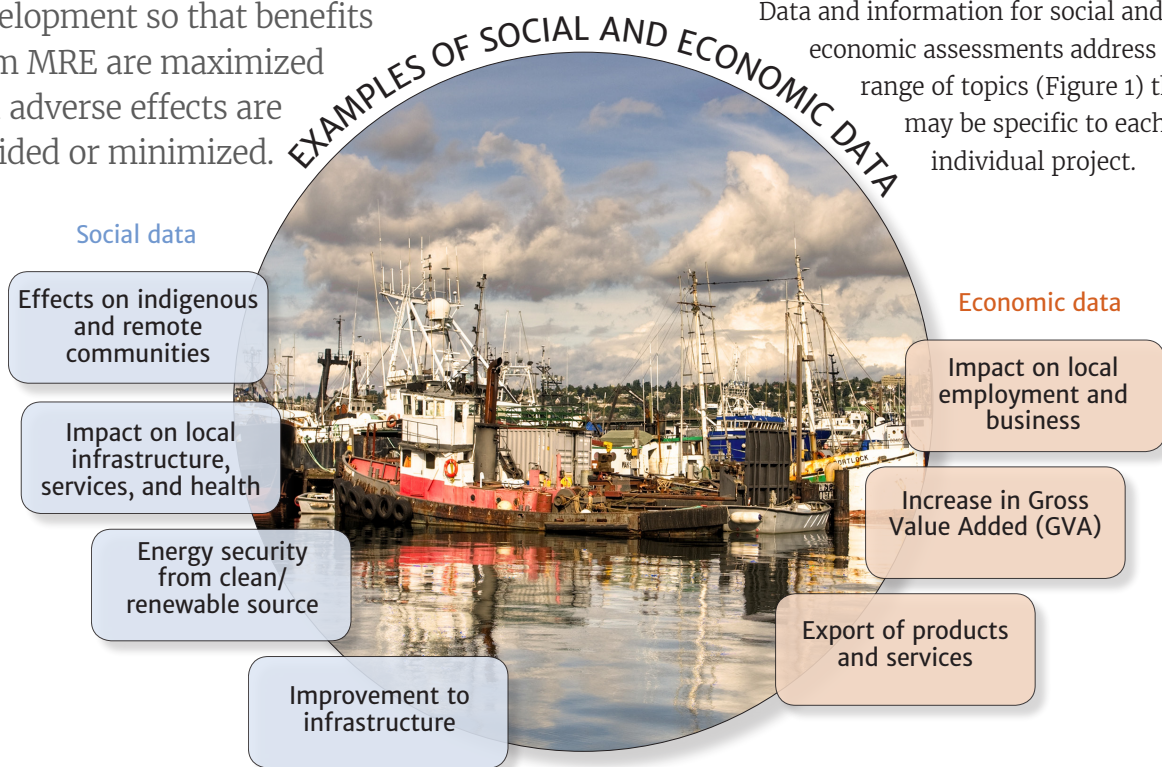 elopment so that benefits
m MRE are maximized
adverse effects are
ided or minimized.
EXAMPLES OF SOCIAL AND ECONOMIC DATA
Data and information for social and
economic assessments address
range of topics (Figure 1) th
may be specific to each
individual project.
Social data
Effects on indigenous
and remote
communities
Impact on local
infrastructure,
services, and health
Energy security
from clean/
renewable source
Improvement to
infrastructure
Economic data
Impact on local
employment and
business
Increase in Gross
Value Added (GVA)
Export of products
and services
ORTLOCK